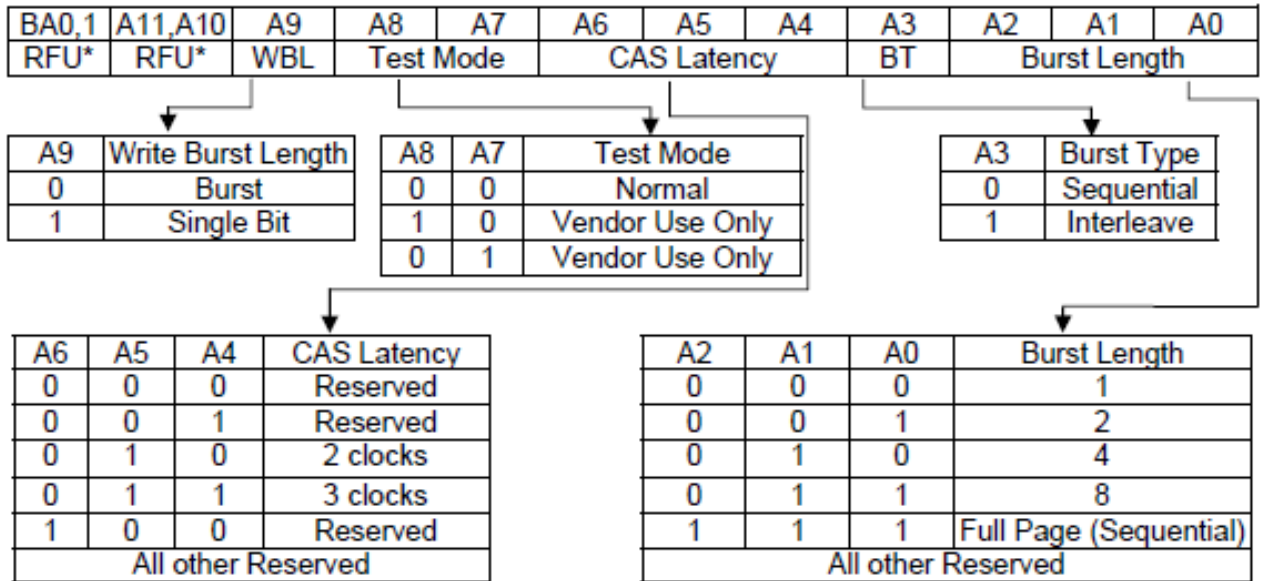 BA0,1 A11,A10 A9 A8 A7 A6 A5 A4 A3 A2 A1 A0
RFU* RFU* WBL Test Mode CAS Latency BT Burst Length
A9 Write Burst Length
0 Burst
1 Single Bit
A8 A7 Test Mode
0 0 Normal
1 0 Vendor Use Only
0 1 Vendor Use Only
A3 Burst Type
0 Sequential
1 Interleave
A6 A5 A4 CAS Latency
0 0 0 Reserved
0 0 1 Reserved
0 1 0 2 clocks
0 1 1 3 clocks
1 0 0 Reserved
All other Reserved
A2 A1 A0 Burst Length
0 0 0 1
0 0 1 2
0 1 0 4
0 1 1 8
1 1 1 Full Page (Sequential)
All other Reserved